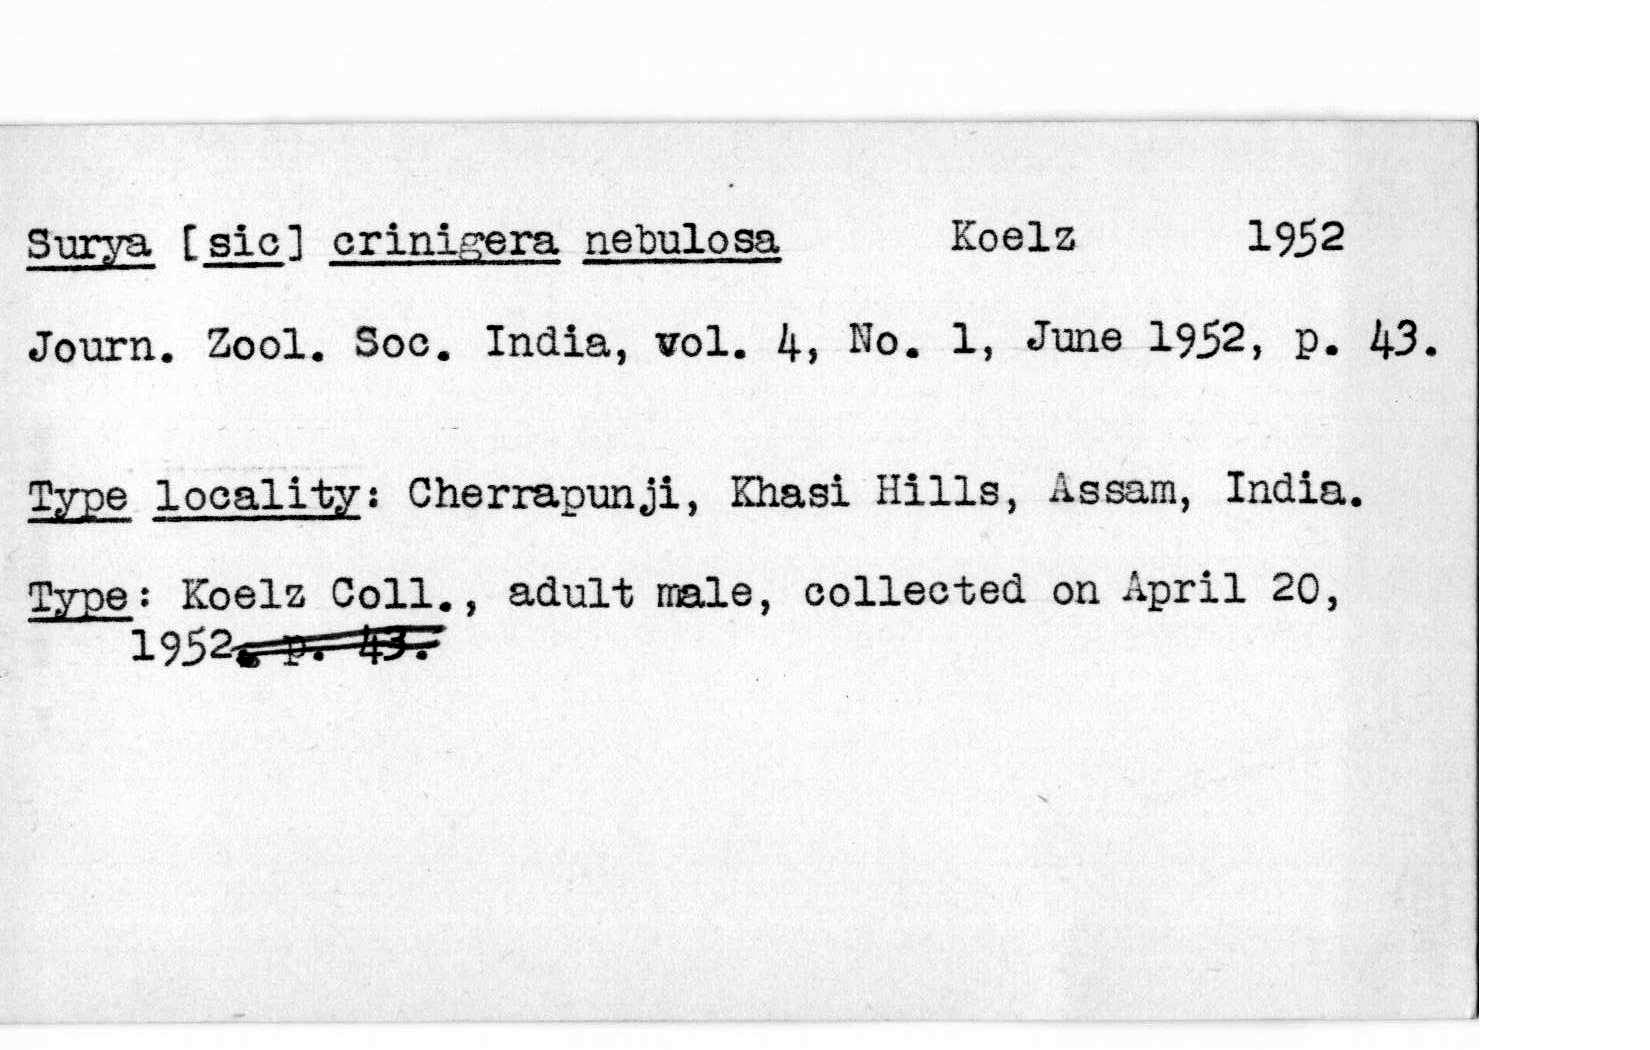 Surya [sic] crinigera nebulosa Koelz 1952
Journ. Zool. Soc. India, vol. 4, No. 1, June 1952, p. 43.
Type locality: Cherrapunji, Khasi Hills, Assam, India.
Type: Koelz Coll., adult male, collected on April 20,
1952, p. 43.